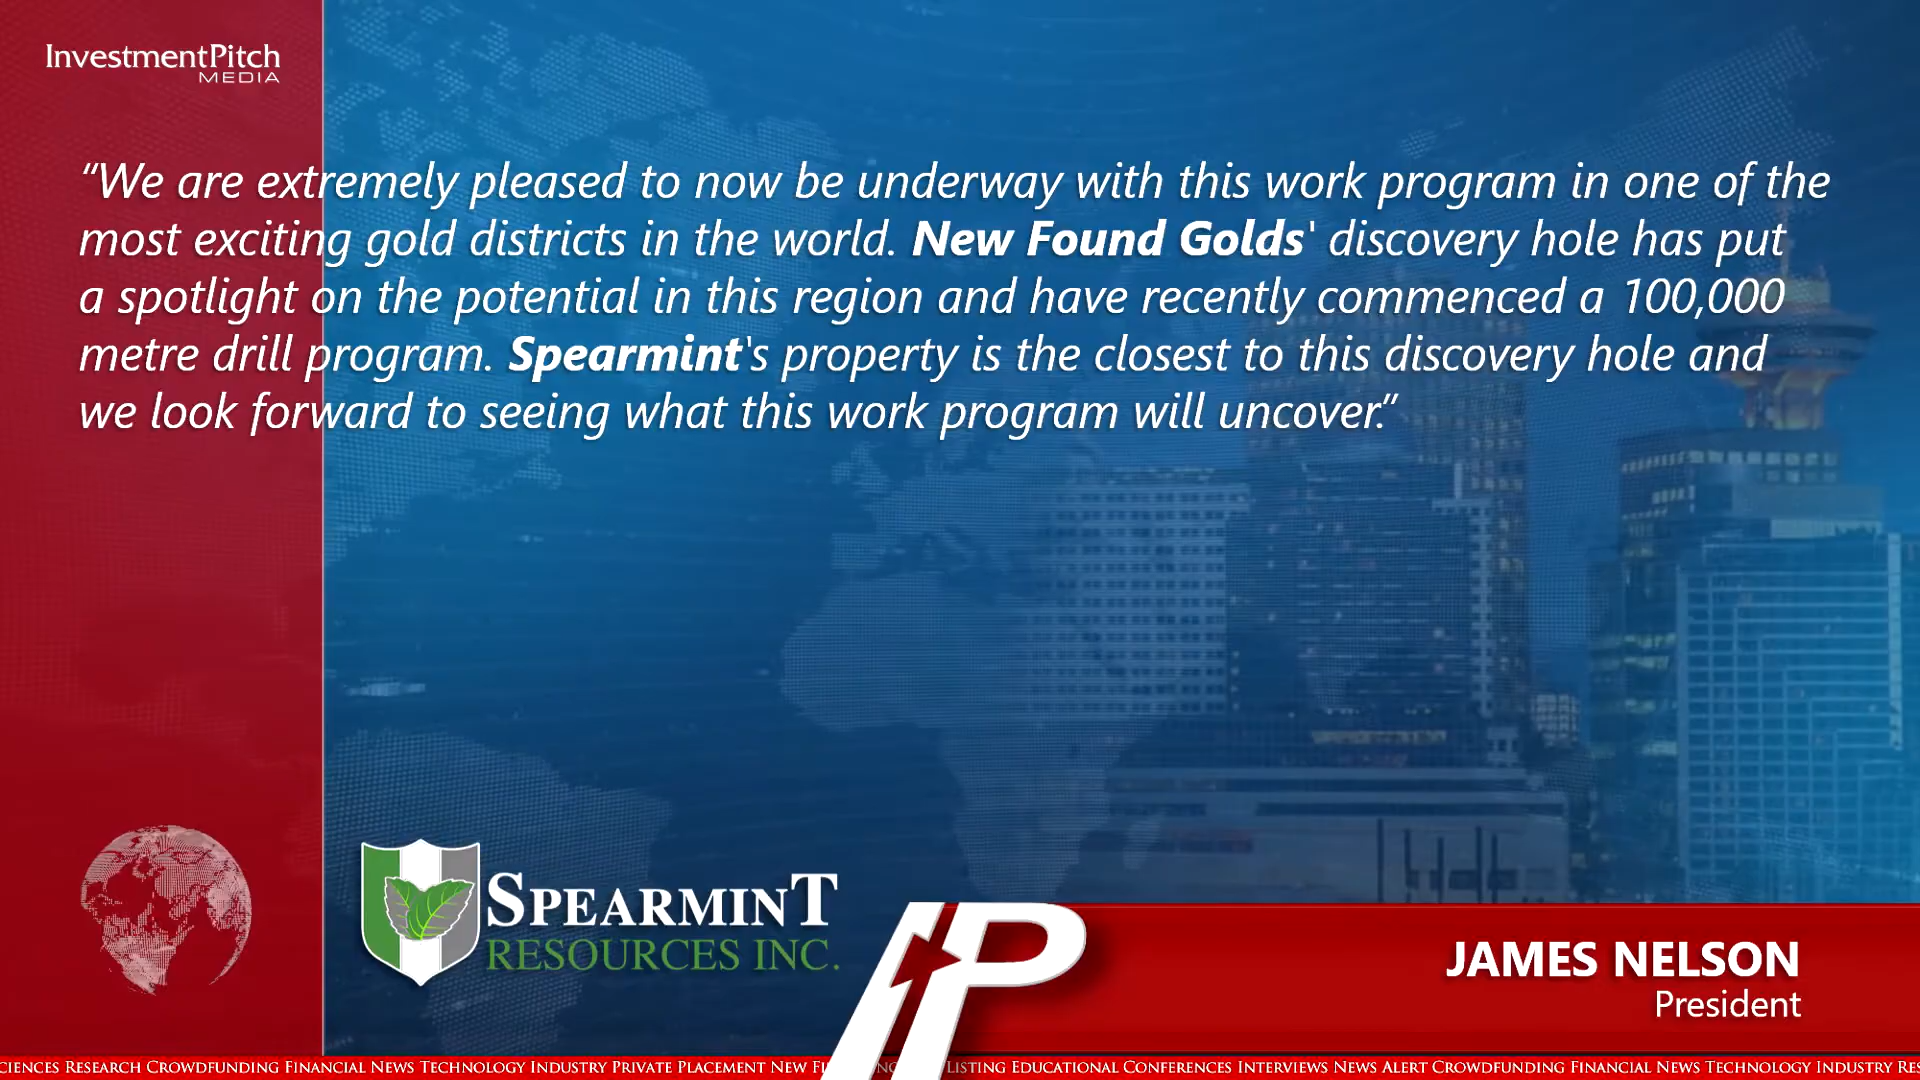 InvestmentPitch
MEDIA
“We are extremely pleased to now be underway with this work program in one of the
most exciting gold districts in the world. New Found Golds' discovery hole has put
a spotlight on the potential in this region and have recently commenced a 100,000
metre drill program. Spearmint's property is the closest to this discovery hole and
we look forward to seeing what this work program will uncover.”
SPEARMINT
RESOURCES INC.
IP
JAMES NELSON
President
CIENCES RESEARCH CROWDFUNDING FINANCIAL NEWS TECHNOLOGY INDUSTRY PRIVATE PLACEMENT NEW LISTING EDUCATIONAL CONFERENCES INTERVIEWS NEWS ALERT CROWDFUNDING FINANCIAL NEWS TECHNOLOGY INDUSTRY RES